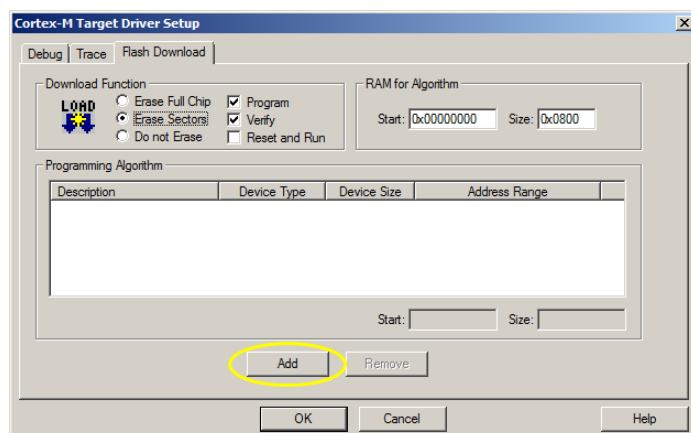 Cortex-M Target Driver Setup
Debug Trace Flash Download
Download Function
LOAD
Erase Full Chip
Erase Sectors
Do not Erase
Program
Verify
Reset and Run
RAM for Algorithm
Start: 0x00000000 Size: 0x0800
Programming Algorithm
Description Device Type Device Size Address Range
Start: Size:
Add Remove
OK Cancel Help